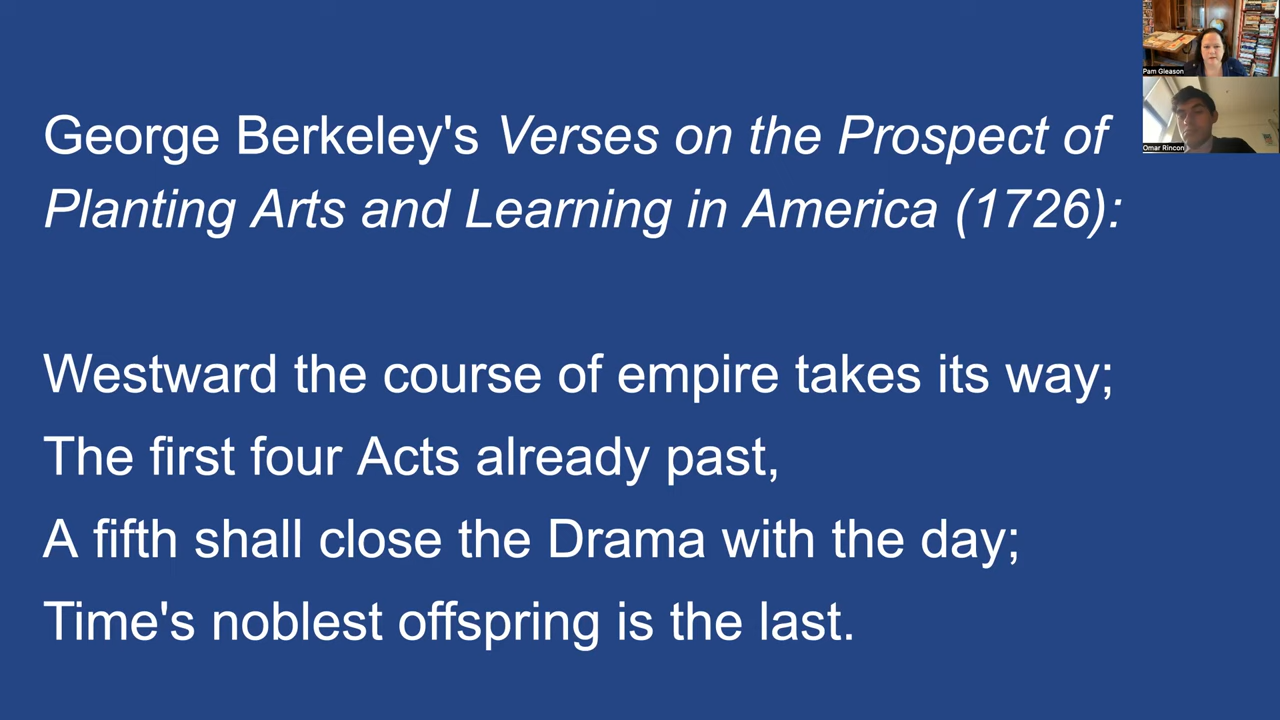 George Berkeley's Verses on the Prospect of
Planting Arts and Learning in America (1726):
Westward the course of empire takes its way;
The first four Acts already past,
A fifth shall close the Drama with the day;
Time's noblest offspring is the last.
Pam Gleason
Omar Rincon